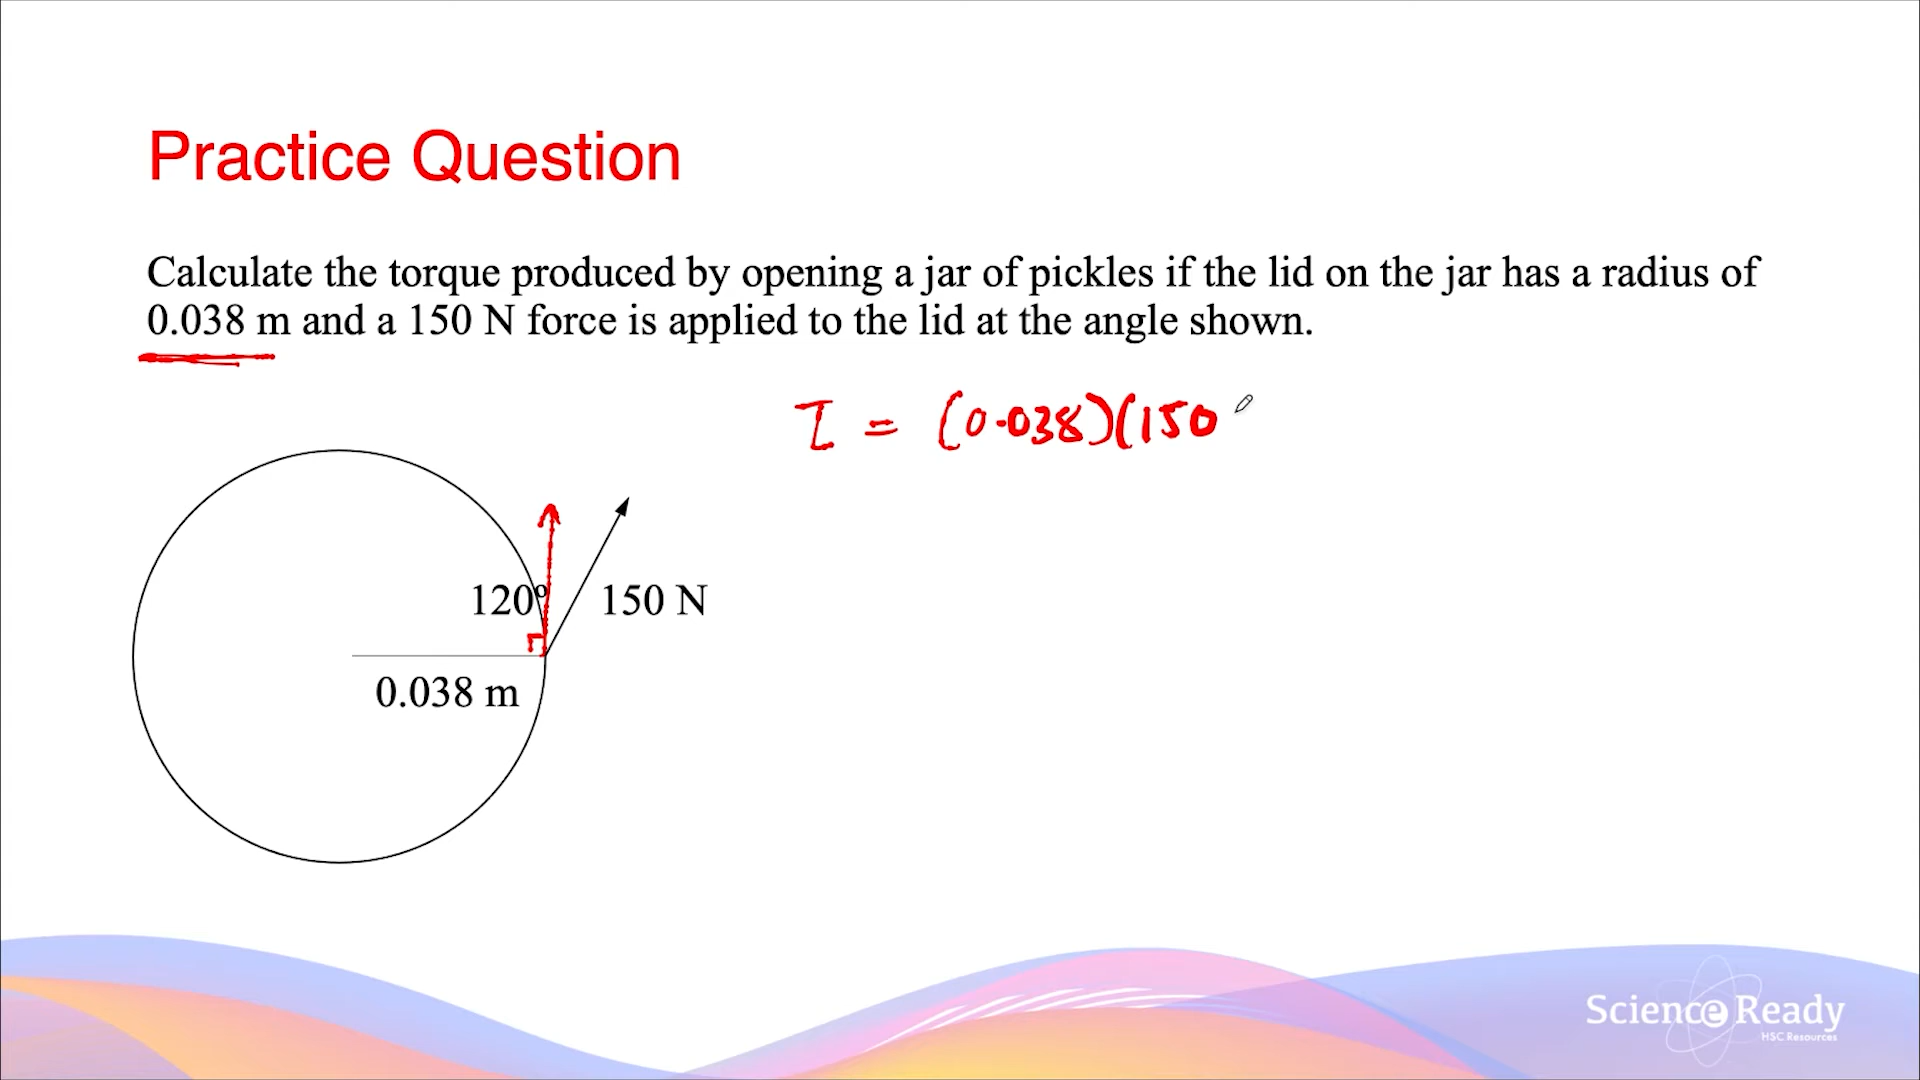 Practice Question
Calculate the torque produced by opening a jar of pickles if the lid on the jar has a radius of
0.038 m and a 150 N force is applied to the lid at the angle shown.
τ = (0.038)(150
120º
150 N
0.038 m
Science Ready
HSC Resources